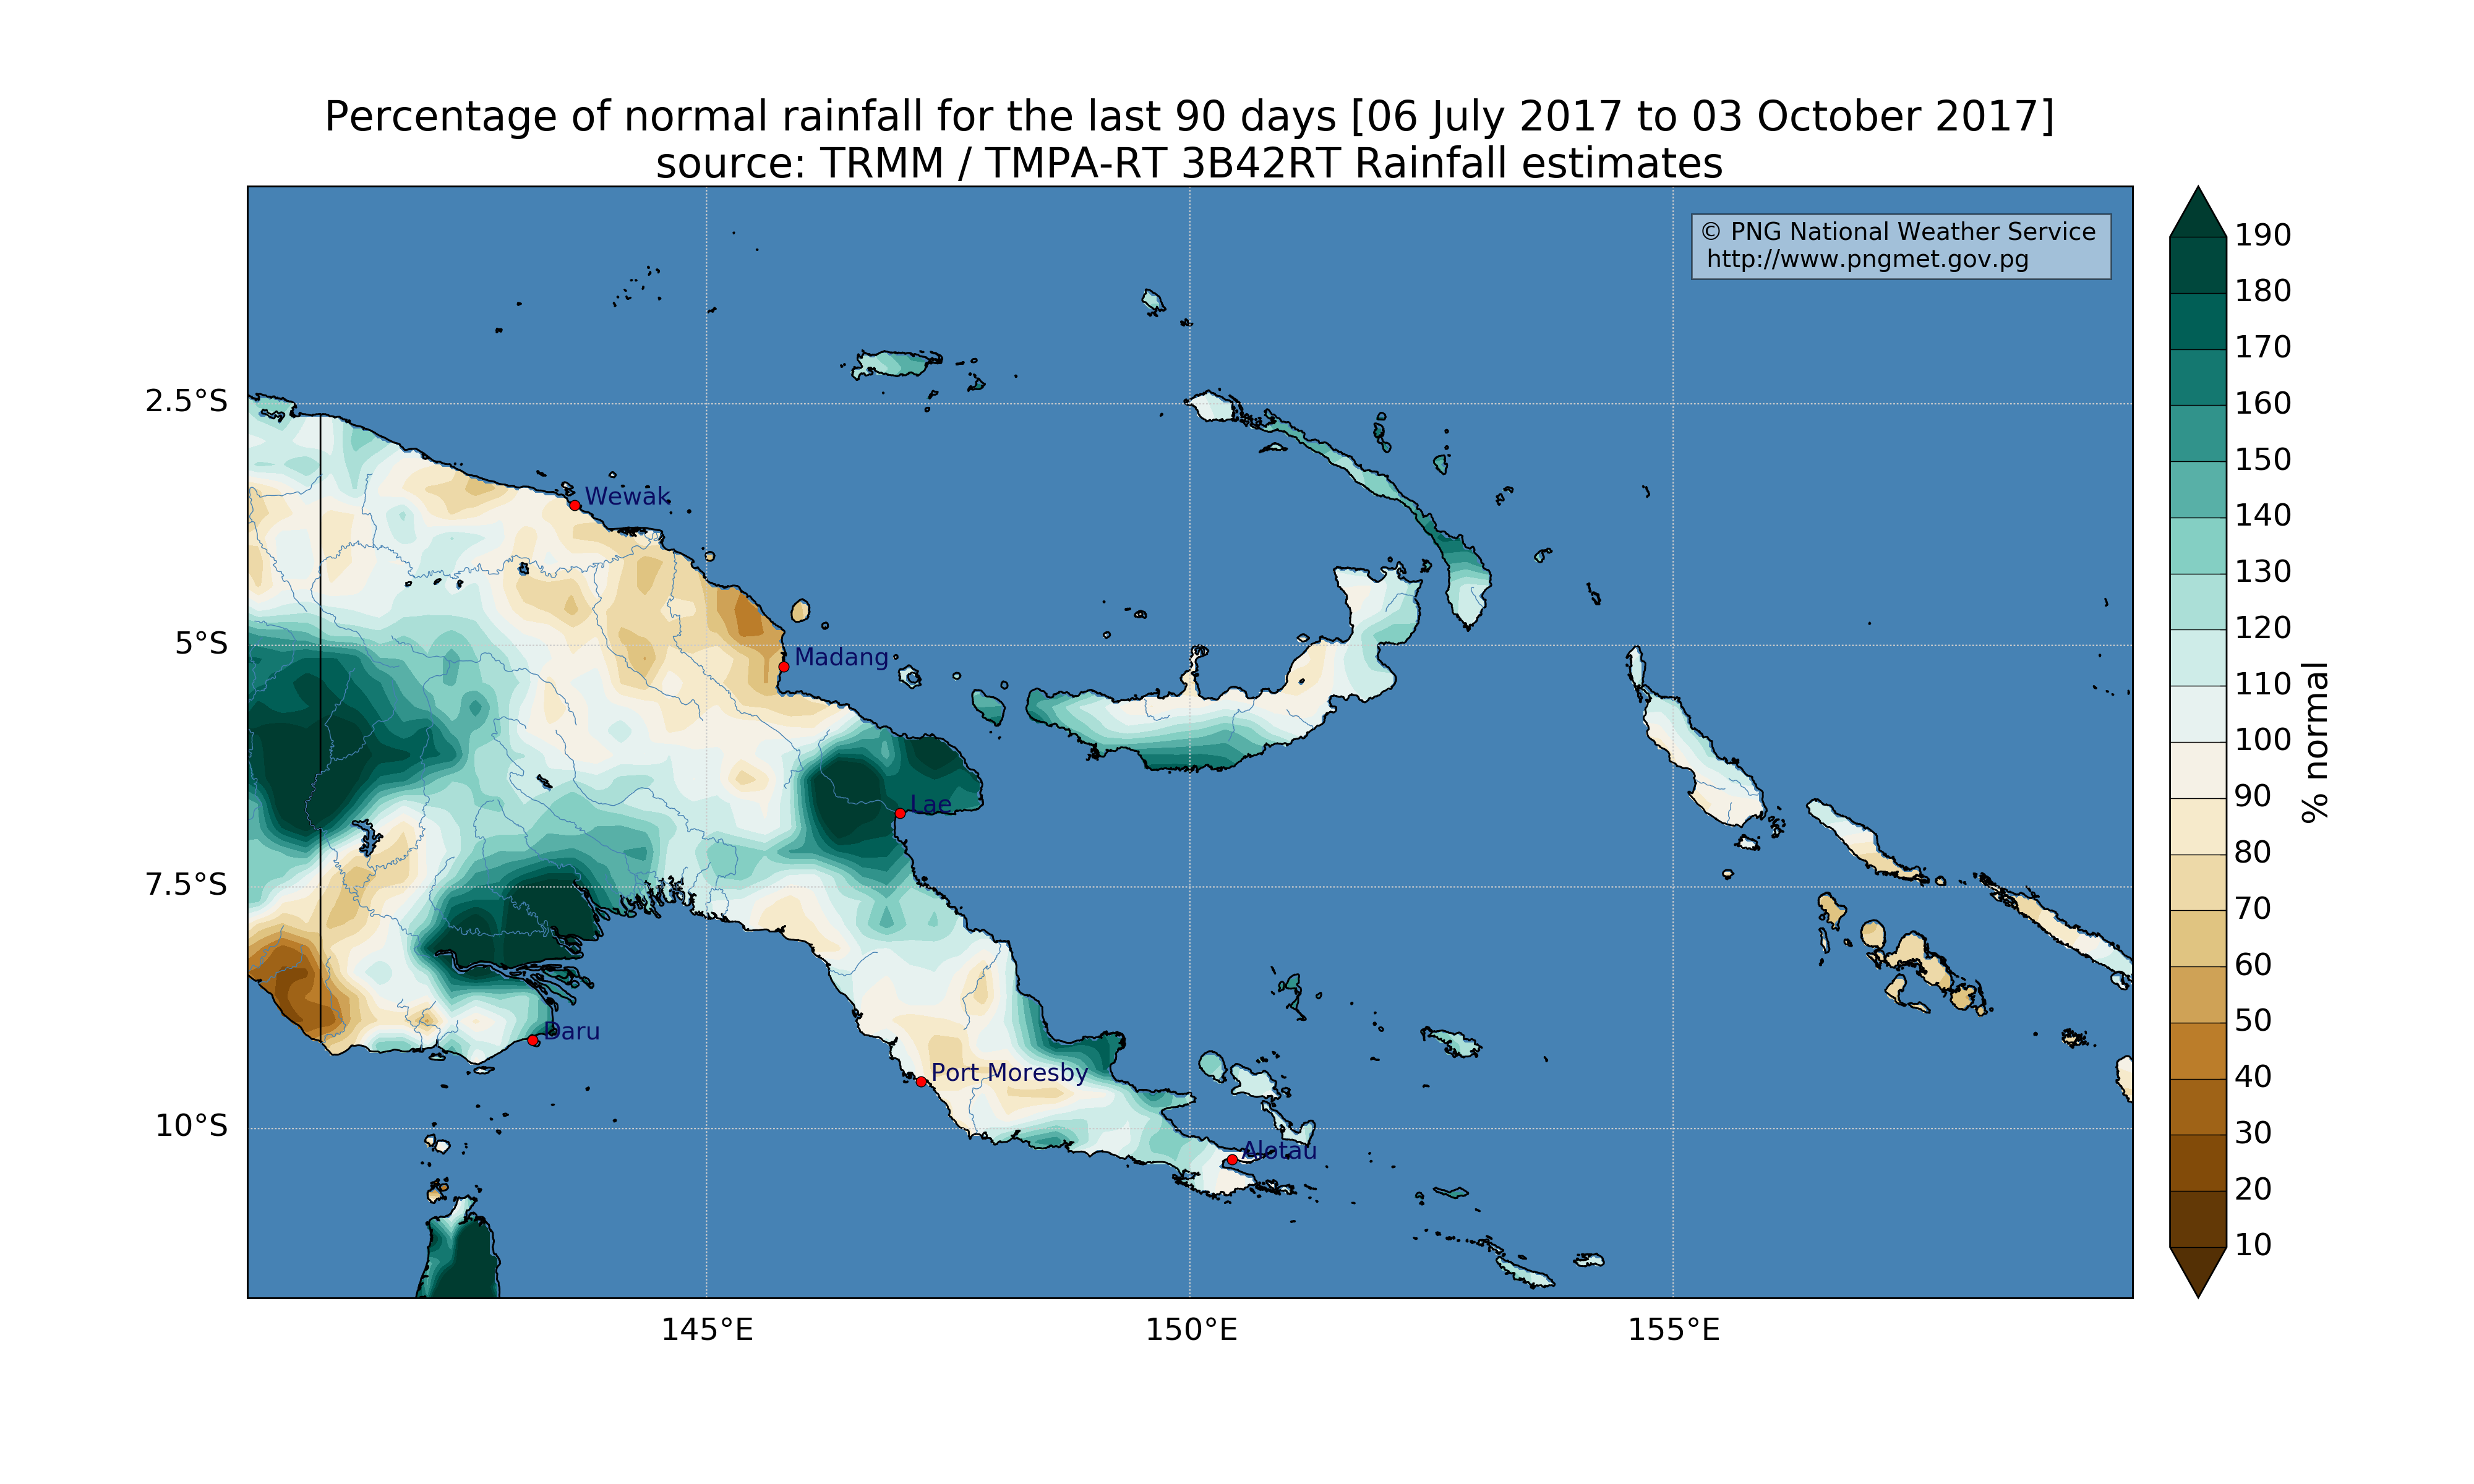 Percentage of normal rainfall for the last 90 days [06 July 2017 to 03 October 2017]
source: TRMM / TMPA-RT 3B42RT Rainfall estimates
© PNG National Weather Service
http://www.pngmet.gov.pg
190
180
170
160
150
140
130
120
110
100
90
80
70
60
50
40
30
20
10
% normal
2.5°S
5°S
7.5°S
10°S
Wewak
Madang
Lae
Daru
Port Moresby
Alotau
145°E
150°E
155°E